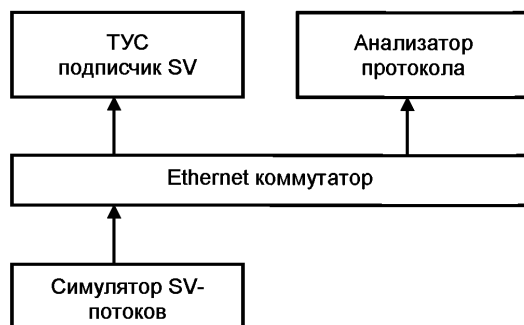 ТУС
подписчик SV
Анализатор
протокола
Ethernet коммутатор
Симулятор SV-
потоков